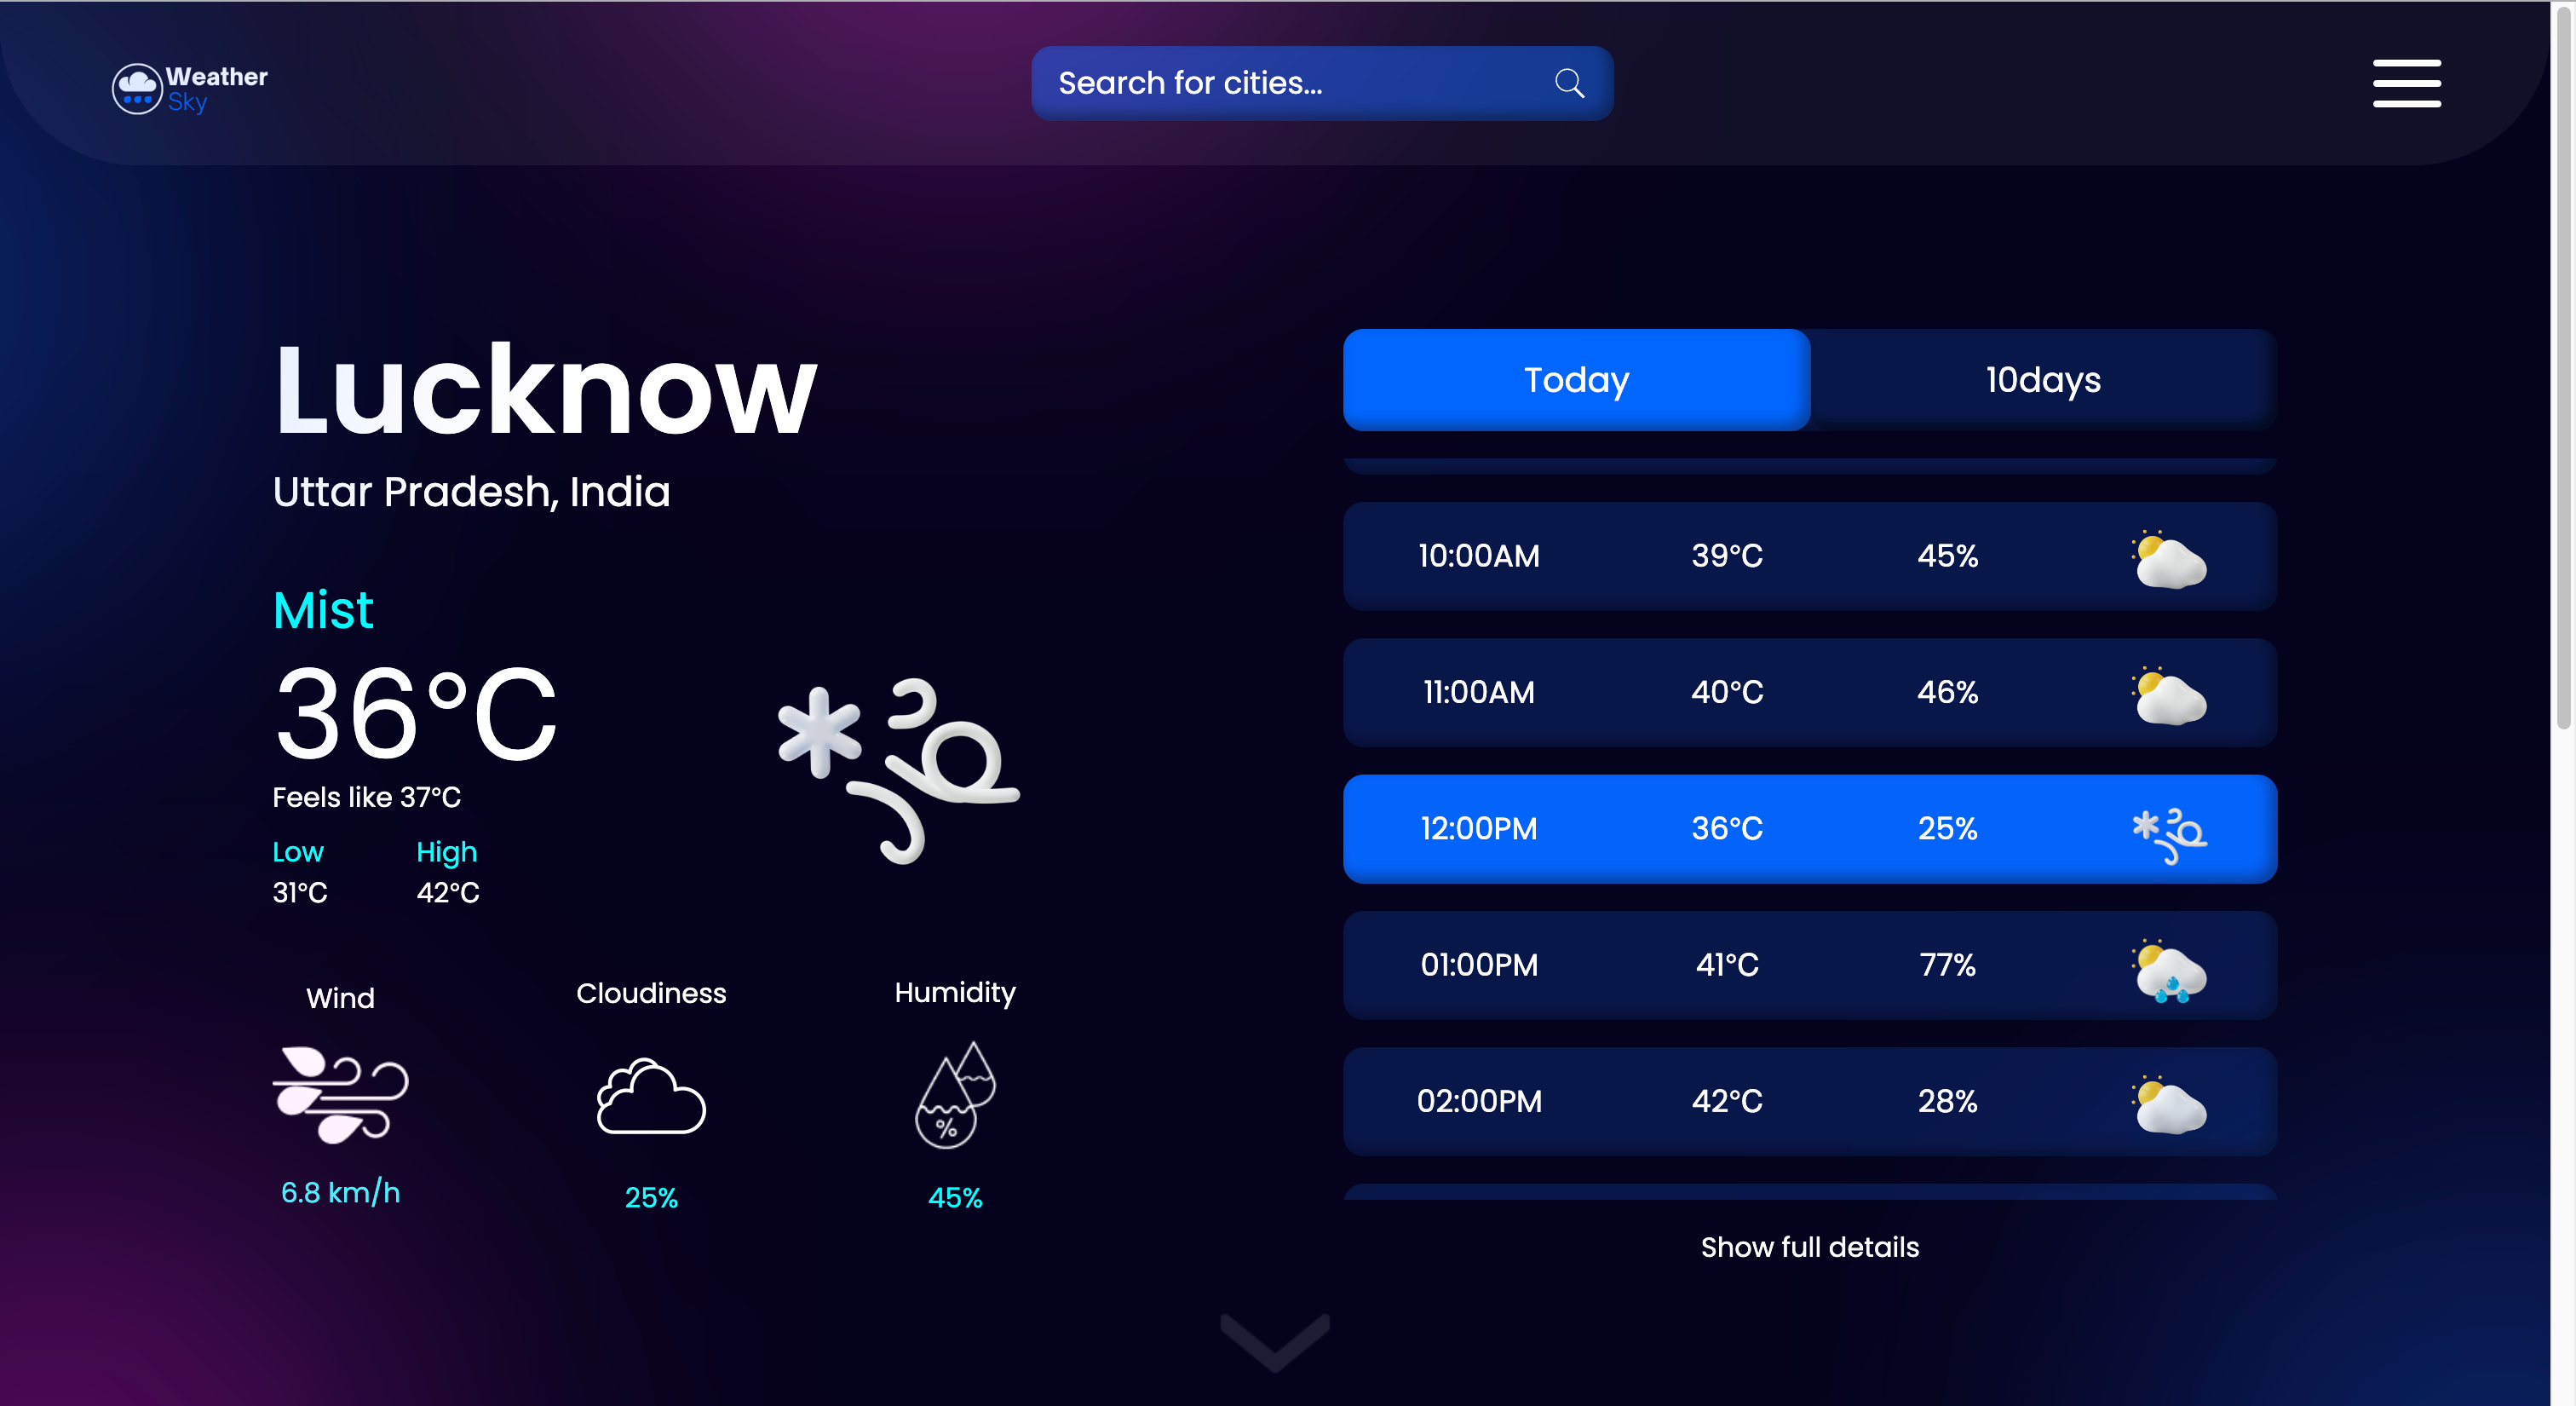 Weather
Sky
Search for cities...
Lucknow
Uttar Pradesh, India
Mist
36°C
Feels like 37°C
Low High
31°C 42°C
Wind Cloudiness Humidity
%
6.8 km/h 25% 45%
Today 10days
10:00AM 39°C 45%
11:00AM 40°C 46%
12:00PM 36°C 25%
01:00PM 41°C 77%
02:00PM 42°C 28%
Show full details